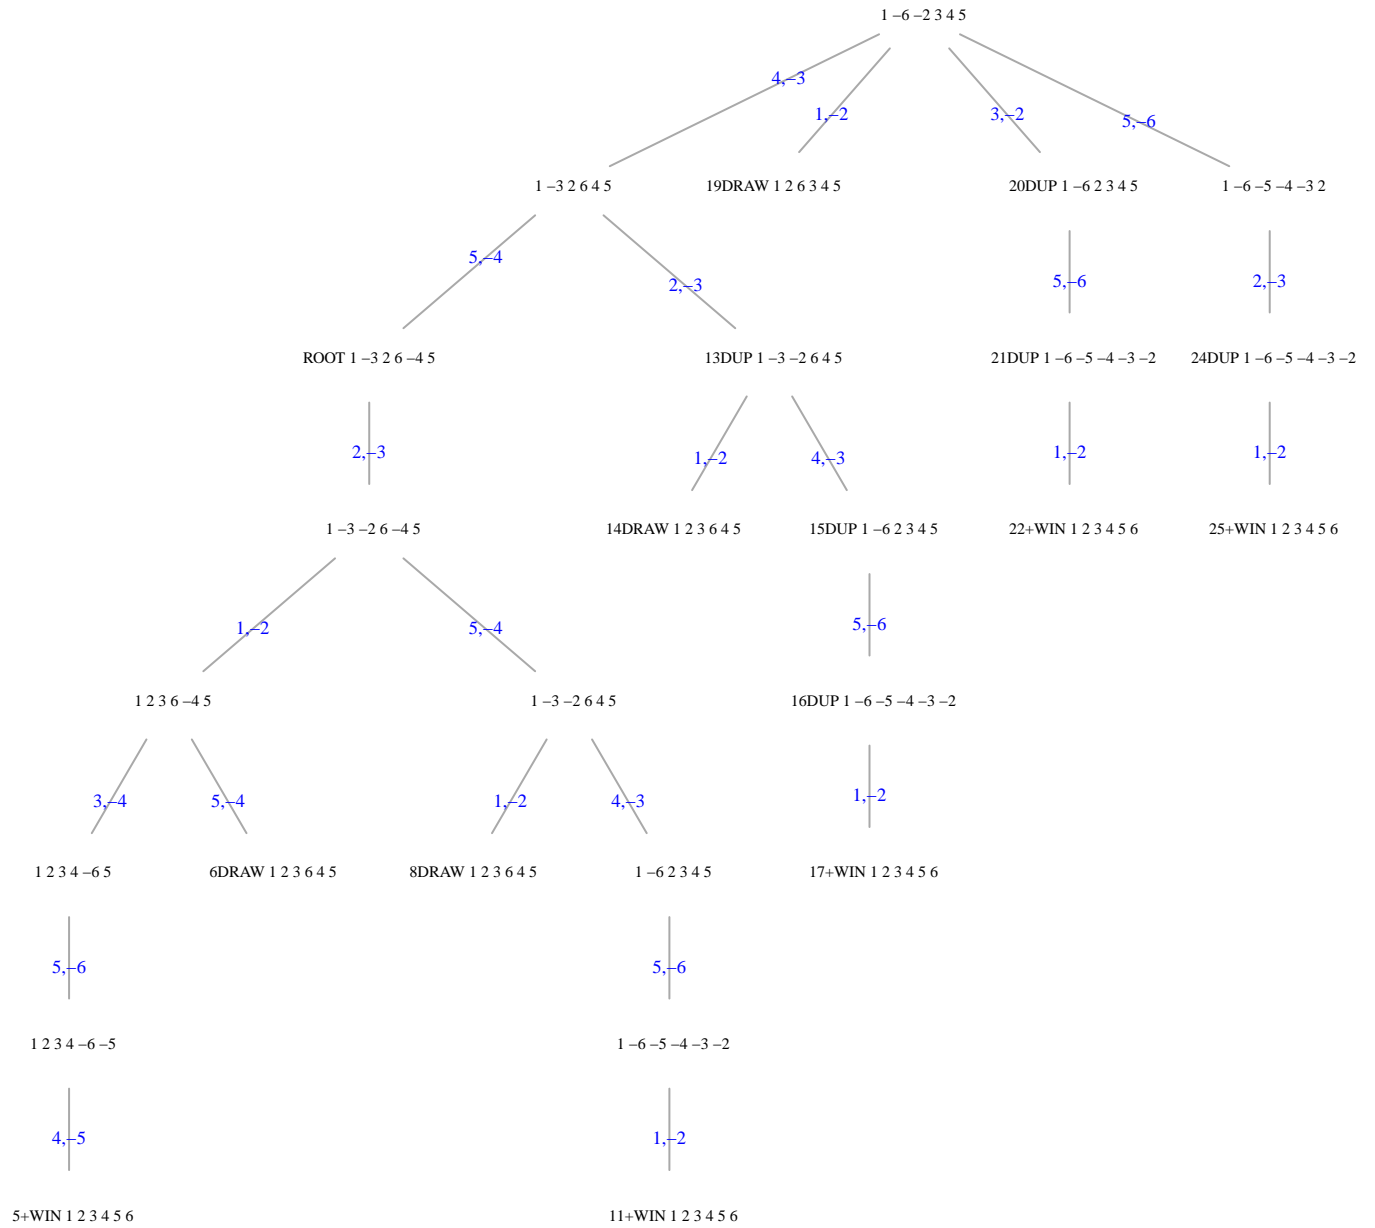 1 −6 −2 3 4 5
4,−3
1,−2
3,−2
5,−6
1 −3 2 6 4 5
19DRAW 1 2 6 3 4 5
20DUP 1 −6 2 3 4 5
1 −6 −5 −4 −3 2
5,−4
2,−3
5,−6
2,−3
ROOT 1 −3 2 6 −4 5
13DUP 1 −3 −2 6 4 5
21DUP 1 −6 −5 −4 −3 −2
24DUP 1 −6 −5 −4 −3 −2
2,−3
1,−2
4,−3
1,−2
1,−2
1 −3 −2 6 −4 5
14DRAW 1 2 3 6 4 5
15DUP 1 −6 2 3 4 5
22+WIN 1 2 3 4 5 6
25+WIN 1 2 3 4 5 6
1,−2
5,−4
5,−6
1 2 3 6 −4 5
1 −3 −2 6 4 5
16DUP 1 −6 −5 −4 −3 −2
3,−4
5,−4
1,−2
4,−3
1,−2
1 2 3 4 −6 5
6DRAW 1 2 3 6 4 5
8DRAW 1 2 3 6 4 5
1 −6 2 3 4 5
17+WIN 1 2 3 4 5 6
5,−6
5,−6
1 2 3 4 −6 −5
1 −6 −5 −4 −3 −2
4,−5
1,−2
5+WIN 1 2 3 4 5 6
11+WIN 1 2 3 4 5 6